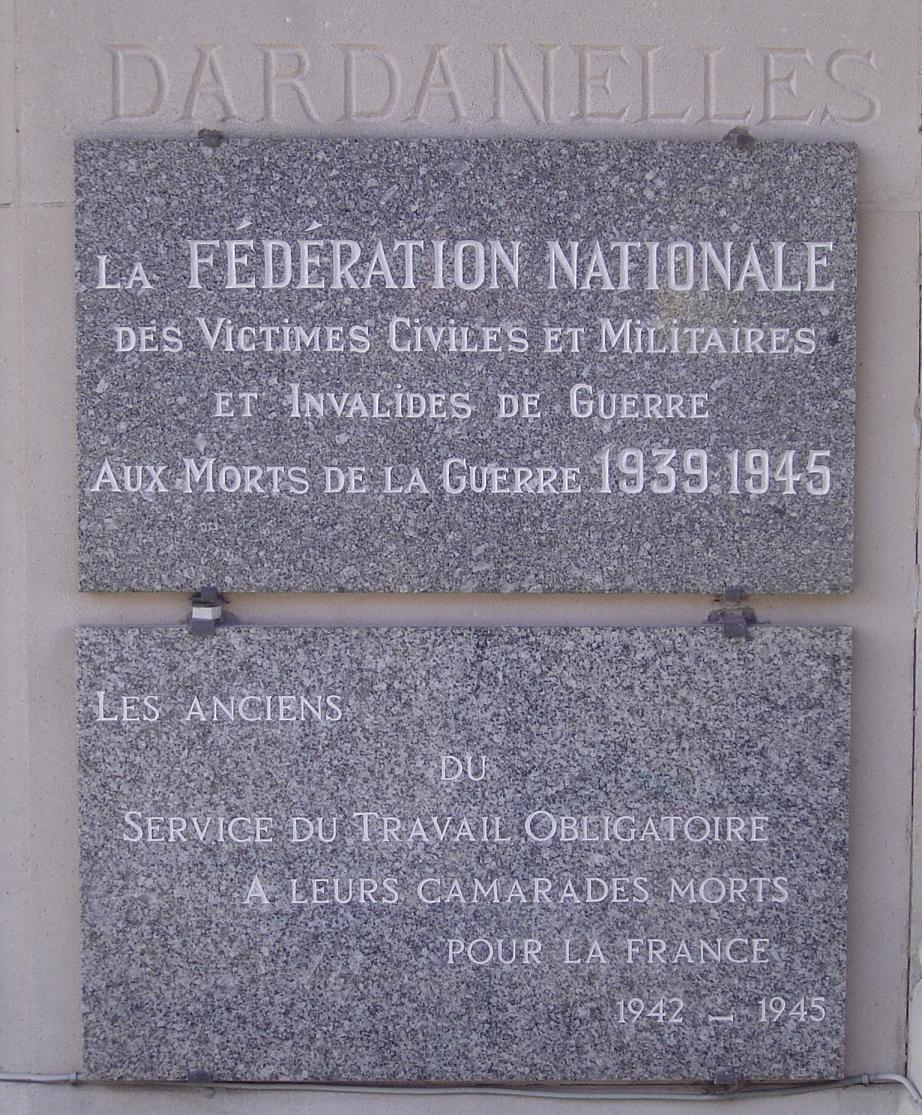 DARDANELLES
LA FÉDÉRATION NATIONALE
DES VICTIMES CIVILES ET MILITAIRES
ET INVALIDES DE GUERRE
AUX MORTS DE LA GUERRE 1939-1945
LES ANCIENS
DU
SERVICE DU TRAVAIL OBLIGATOIRE
A LEURS CAMARADES MORTS
POUR LA FRANCE
1942 - 1945